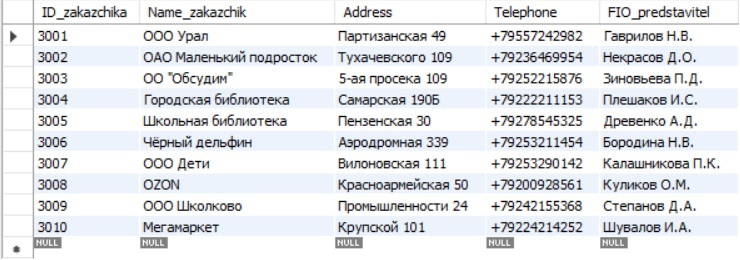 ID_zakazchika Name_zakazchik Address Telephone FIO_predstavitel
3001 ООО Урал Партизанская 49 +79557242982 Гаврилов Н.В.
3002 ОАО Маленький подросток Тухачевского 109 +79236469954 Некрасов Д.О.
3003 ОО "Обсудим" 5-ая просека 109 +79252215876 Зиновьева П.Д.
3004 Городская библиотека Самарская 190Б +79222211153 Плешаков И.С.
3005 Школьная библиотека Пензенская 30 +79278545325 Древенко А.Д.
3006 Чёрный дельфин Аэродромная 339 +79253211454 Бородина Н.В.
3007 ООО Дети Вилоновская 111 +79253290142 Калашникова П.К.
3008 OZON Красноармейская 50 +79200928561 Куликов О.М.
3009 ООО Школково Промышленности 24 +79242155368 Степанов Д.А.
3010 Мегамаркет Крупской 101 +79224214252 Шувалов И.А.
NULL NULL NULL NULL NULL